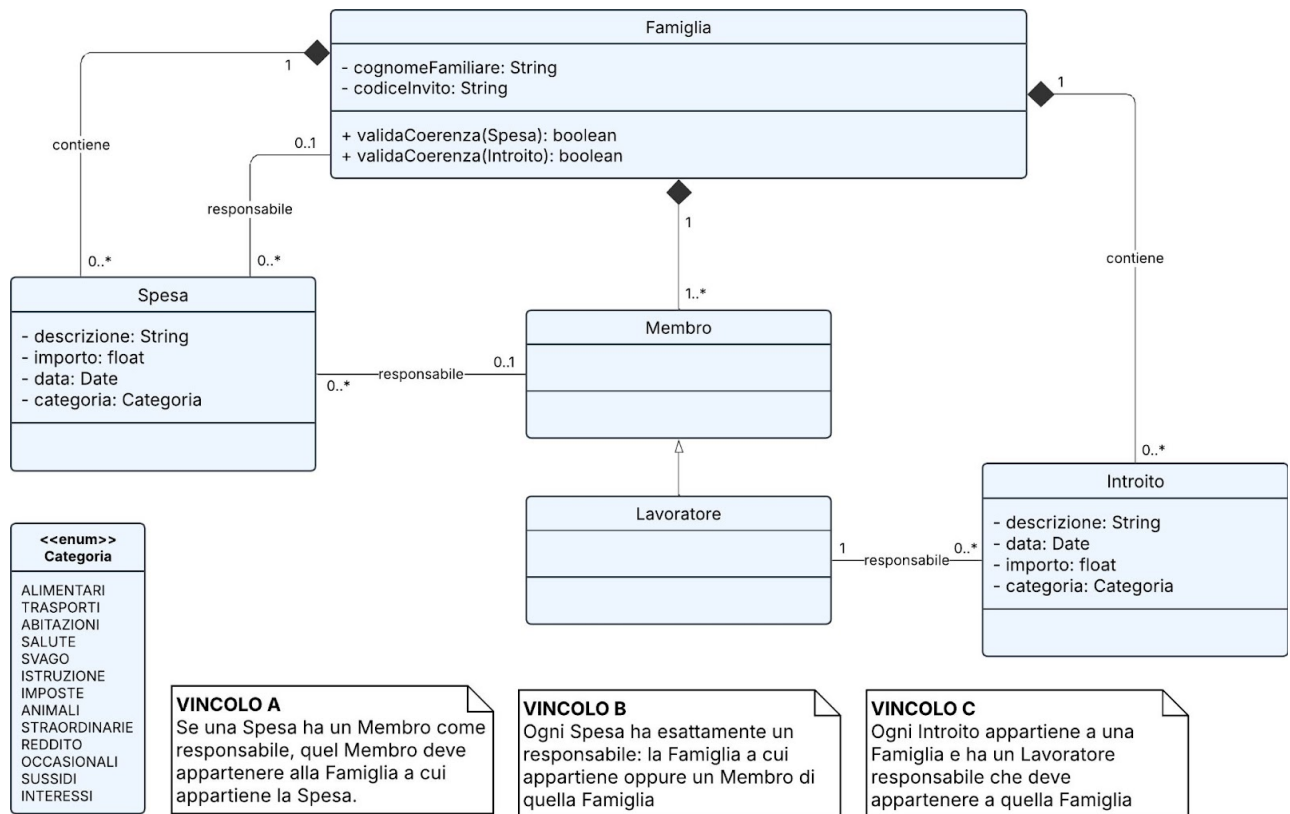 Famiglia
- cognomeFamiliare: String
- codiceInvito: String
+ validaCoerenza(Spesa): boolean
+ validaCoerenza(Introito): boolean
1
contiene
0..*
0..1
responsabile
0..*
1
1..*
1
contiene
0..*
Spesa
- descrizione: String
- importo: float
- data: Date
- categoria: Categoria
0..*
responsabile
0..1
Membro
Lavoratore
1
responsabile
0..*
Introito
- descrizione: String
- data: Date
- importo: float
- categoria: Categoria
<<enum>>
Categoria
ALIMENTARI
TRASPORTI
ABITAZIONI
SALUTE
SVAGO
ISTRUZIONE
IMPOSTE
ANIMALI
STRAORDINARIE
REDDITO
OCCASIONALI
SUSSIDI
INTERESSI
VINCOLO A
Se una Spesa ha un Membro come
responsabile, quel Membro deve
appartenere alla Famiglia a cui
appartiene la Spesa.
VINCOLO B
Ogni Spesa ha esattamente un
responsabile: la Famiglia a cui
appartiene oppure un Membro di
quella Famiglia
VINCOLO C
Ogni Introito appartiene a una
Famiglia e ha un Lavoratore
responsabile che deve
appartenere a quella Famiglia